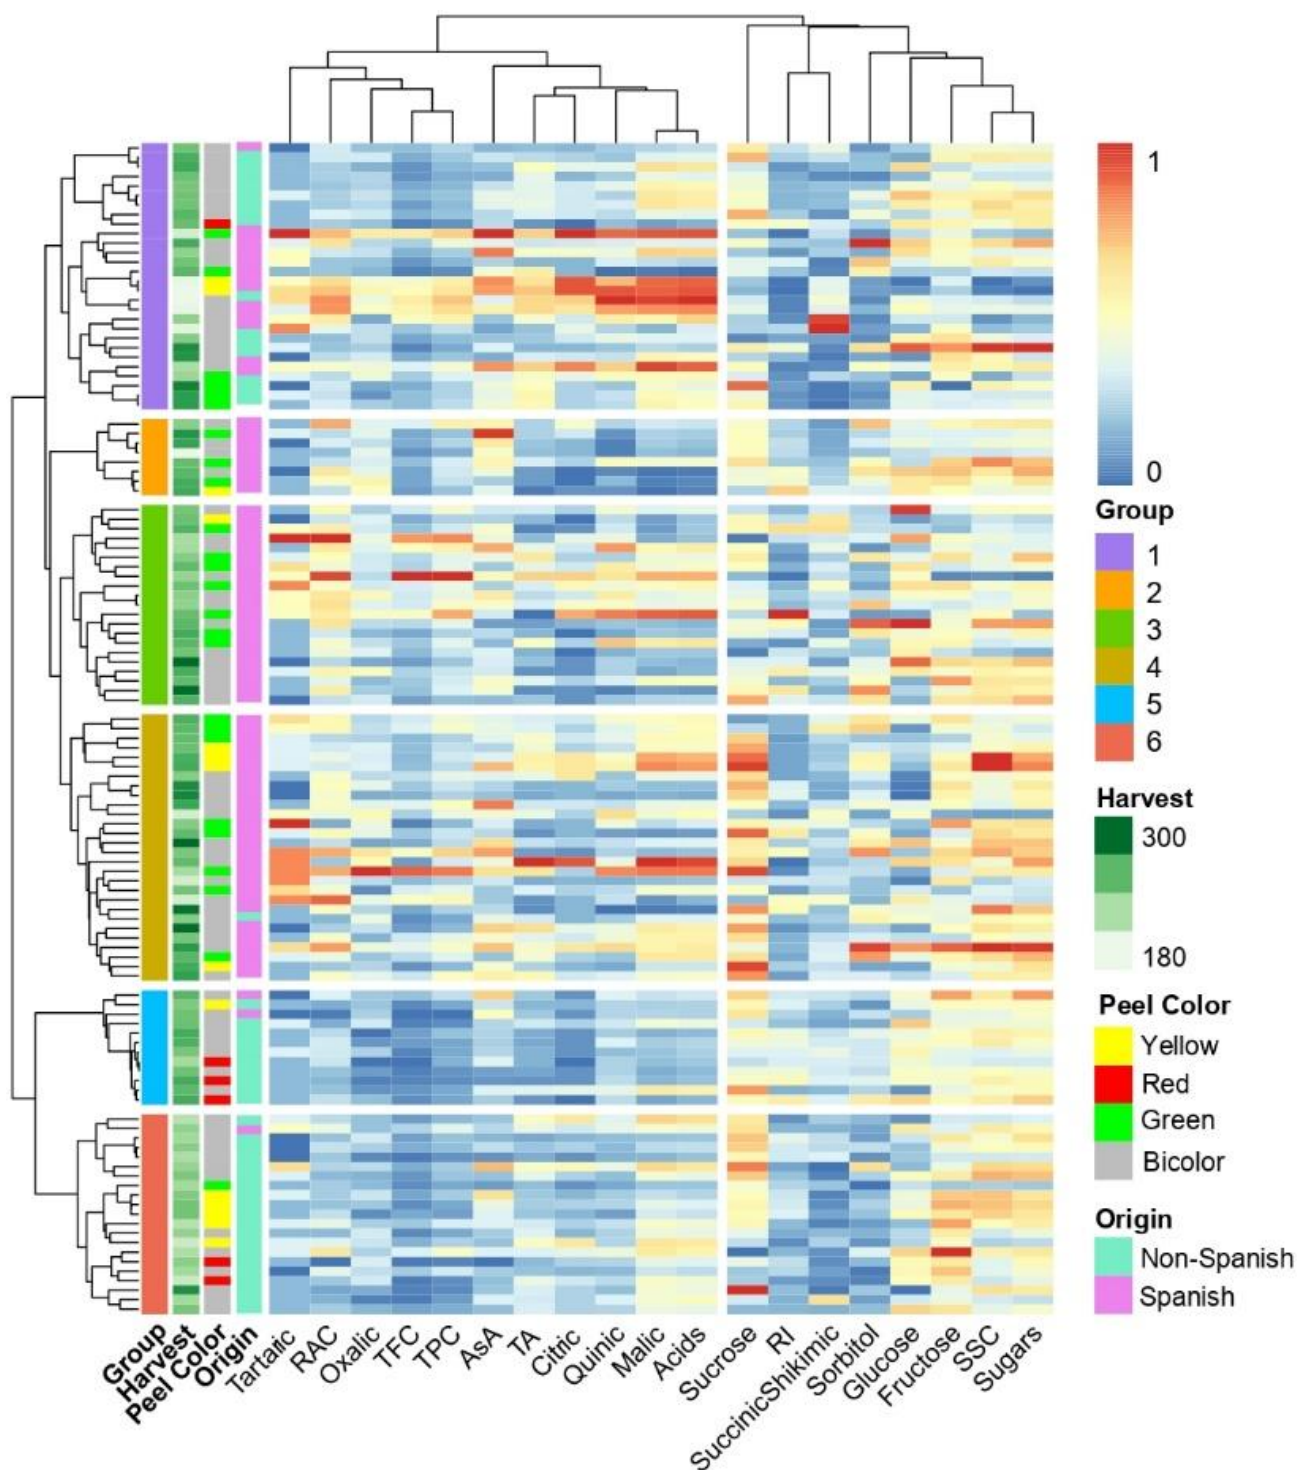 1
0
Group
1
2
3
4
5
6
Harvest
300
180
Peel Color
Yellow
Red
Green
Bicolor
Origin
Non-Spanish
Spanish
Group
Harvest
Peel Color
Origin
Tartaric
RAC
Oxalic
TFC
TPC
AsA
TA
Citric
Quinic
Malic
Acids
Sucrose
RI
SuccinicShikimic
Sorbitol
Glucose
Fructose
SSC
Sugars